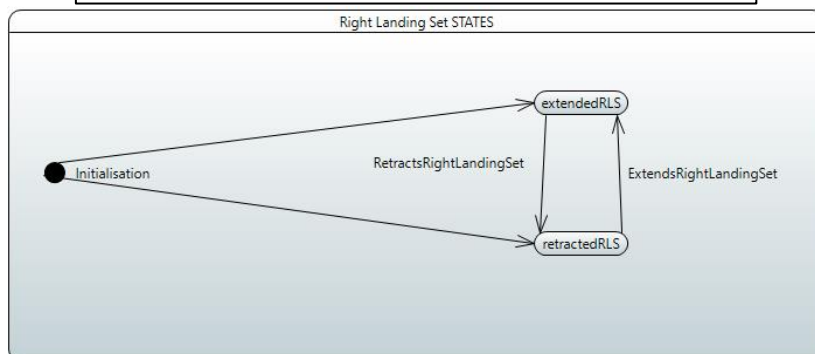 Right Landing Set STATES
extendedRLS
RetractsRightLandingSet
Initialisation
ExtendsRightLandingSet
retractedRLS